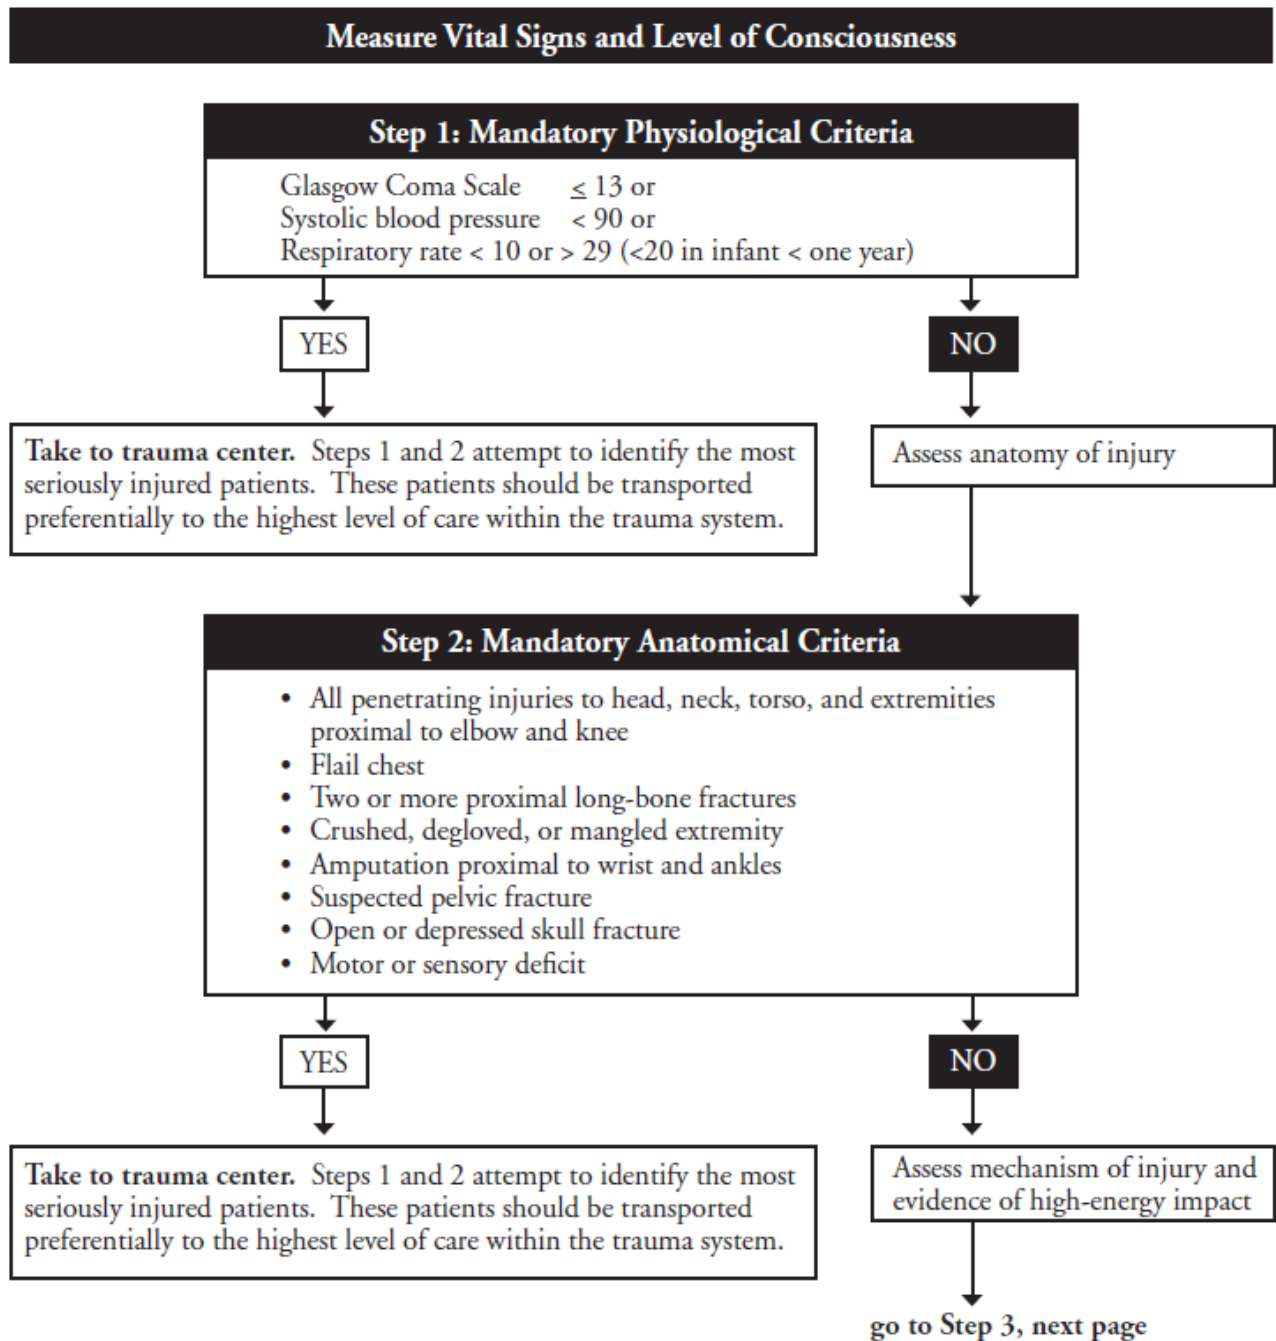 Measure Vital Signs and Level of Consciousness
Step 1: Mandatory Physiological Criteria
Glasgow Coma Scale ≤ 13 or
Systolic blood pressure < 90 or
Respiratory rate < 10 or > 29 (<20 in infant < one year)
YES
NO
Take to trauma center. Steps 1 and 2 attempt to identify the most
seriously injured patients. These patients should be transported
preferentially to the highest level of care within the trauma system.
Assess anatomy of injury
Step 2: Mandatory Anatomical Criteria
• All penetrating injuries to head, neck, torso, and extremities
proximal to elbow and knee
• Flail chest
• Two or more proximal long-bone fractures
• Crushed, degloved, or mangled extremity
• Amputation proximal to wrist and ankles
• Suspected pelvic fracture
• Open or depressed skull fracture
• Motor or sensory deficit
YES
NO
Take to trauma center. Steps 1 and 2 attempt to identify the most
seriously injured patients. These patients should be transported
preferentially to the highest level of care within the trauma system.
Assess mechanism of injury and
evidence of high-energy impact
go to Step 3, next page